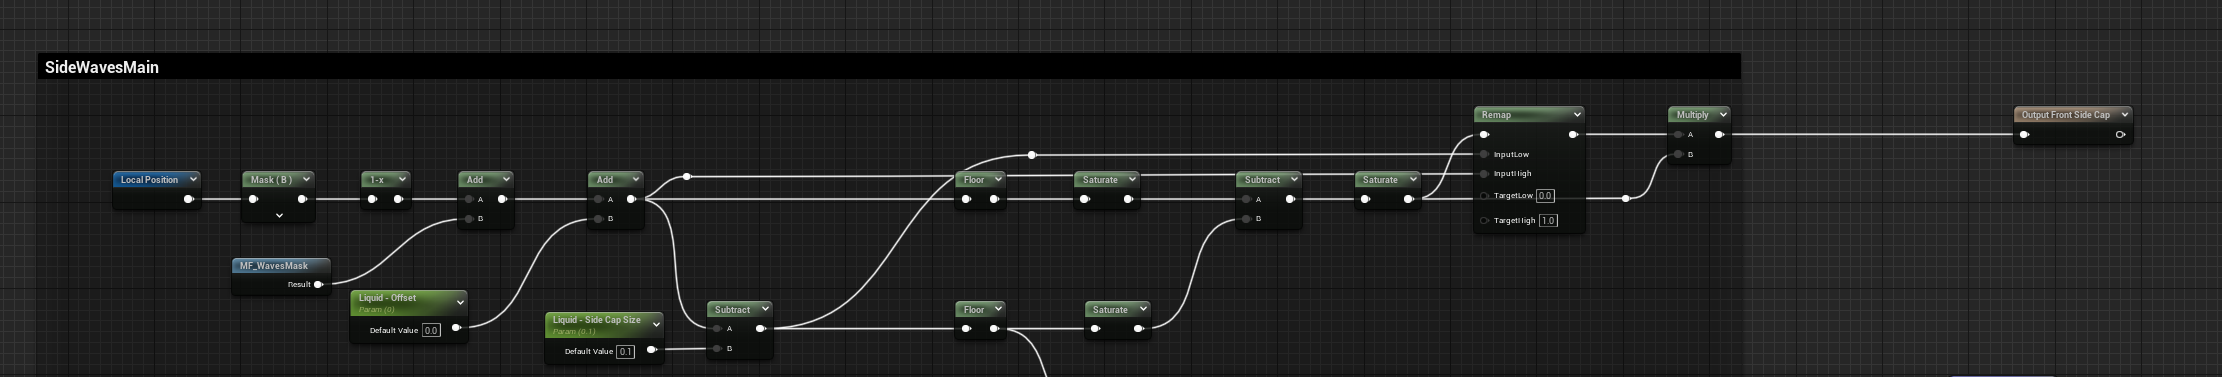 SideWavesMain
Remap
InputLow
InputHigh
TargetLow 0.0
TargetHigh 1.0
Multiply
A
B
Output Front Side Cap
Local Position
Mask ( B )
1-x
Add
A
B
Add
A
B
Floor
Saturate
Subtract
A
B
Saturate
MF_WavesMask
Result
Liquid - Offset
Param (0)
Default Value 0.0
Liquid - Side Cap Size
Param (0.1)
Default Value 0.1
Subtract
A
B
Floor
Saturate